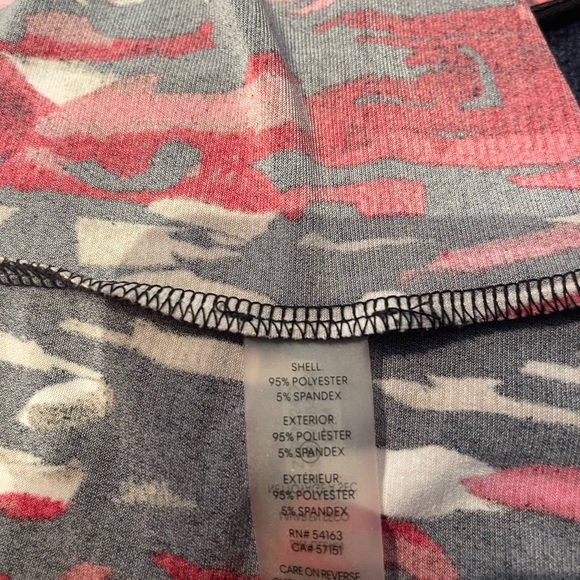 SHELL:
95% POLYESTER
5% SPANDEX
EXTERIOR:
95% POLIÉSTER
5% SPANDEX
EXTÉRIEUR:
95% POLYESTER
5% SPANDEX
RN# 54163
CA# 57151
CARE ON REVERSE